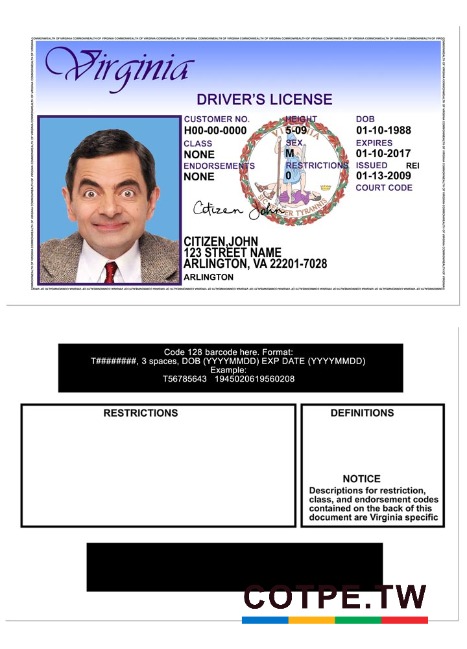 Virginia
DRIVER'S LICENSE
CUSTOMER NO. HEIGHT DOB
H00-00-0000 5-09 01-10-1988
CLASS SEX EXPIRES
NONE M 01-10-2017
ENDORSEMENTS RESTRICTIONS ISSUED REI
NONE 0 01-13-2009
COURT CODE
VIRGINIA
Citizen John
CITIZEN,JOHN
123 STREET NAME
ARLINGTON, VA 22201-7028
ARLINGTON
Code 128 barcode here. Format:
T########, 3 spaces, DOB (YYYYMMDD) EXP DATE (YYYYMMDD)
Example:
T56785643 1945020619560208
RESTRICTIONS DEFINITIONS
NOTICE
Descriptions for restriction,
class, and endorsement codes
contained on the back of this
document are Virginia specific
COTPE.TW